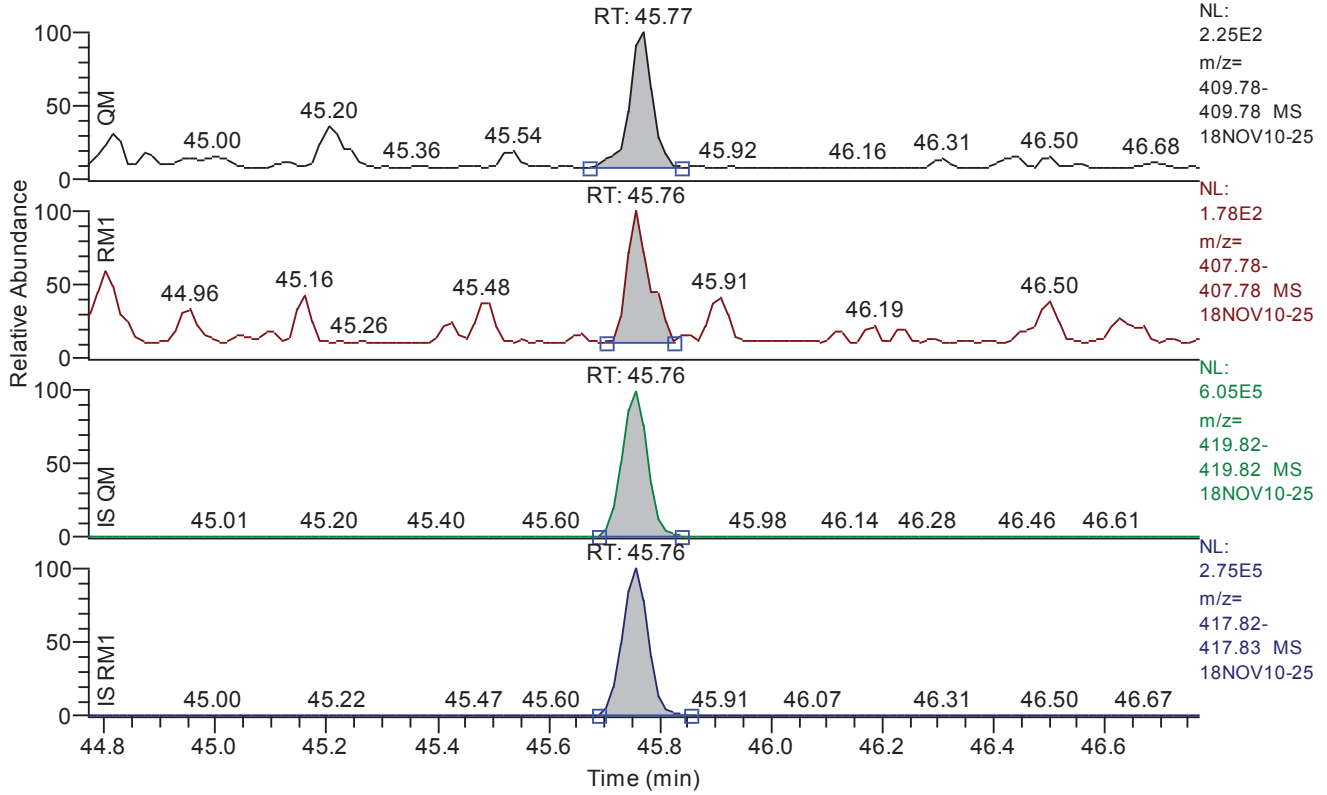 Relative Abundance
RT: 45.77
100
50
0
QM
45.00
45.20
45.36
45.54
45.92
46.16
46.31
46.50
46.68
NL:
2.25E2
m/z=
409.78-
409.78 MS
18NOV10-25
RT: 45.76
100
50
0
RM1
44.96
45.16
45.26
45.48
45.91
46.19
46.50
NL:
1.78E2
m/z=
407.78-
407.78 MS
18NOV10-25
RT: 45.76
100
50
0
IS QM
45.01
45.20
45.40
45.60
45.98
46.14
46.28
46.46
46.61
NL:
6.05E5
m/z=
419.82-
419.82 MS
18NOV10-25
RT: 45.76
100
50
0
IS RM1
45.00
45.22
45.47
45.60
45.91
46.07
46.31
46.50
46.67
NL:
2.75E5
m/z=
417.82-
417.83 MS
18NOV10-25
44.8 45.0 45.2 45.4 45.6 45.8 46.0 46.2 46.4 46.6
Time (min)